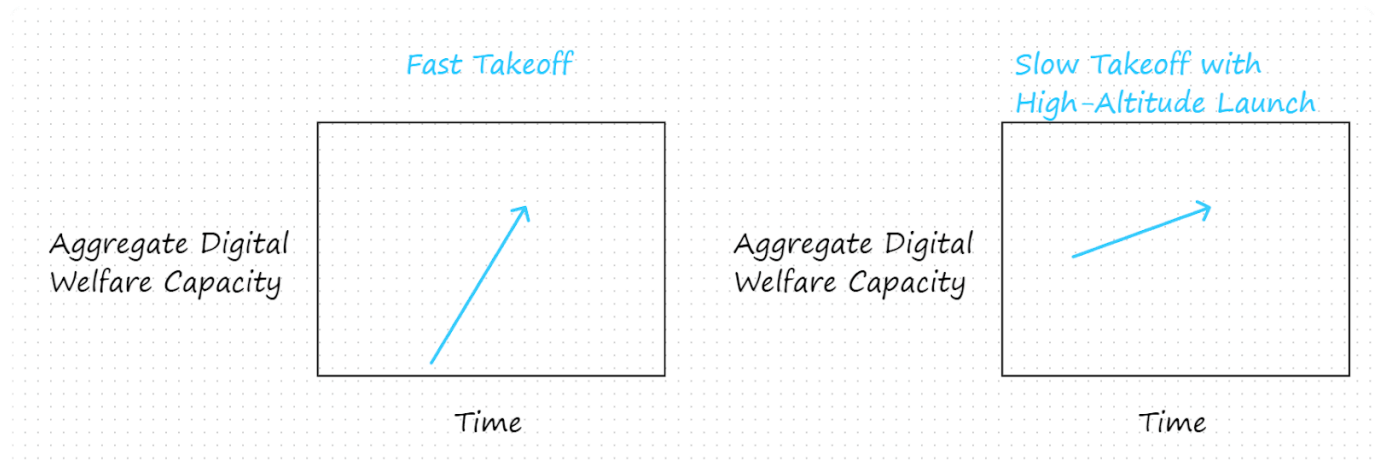 Fast Takeoff
Aggregate Digital
Welfare Capacity
Time
Slow Takeoff with
High-Altitude Launch
Aggregate Digital
Welfare Capacity
Time